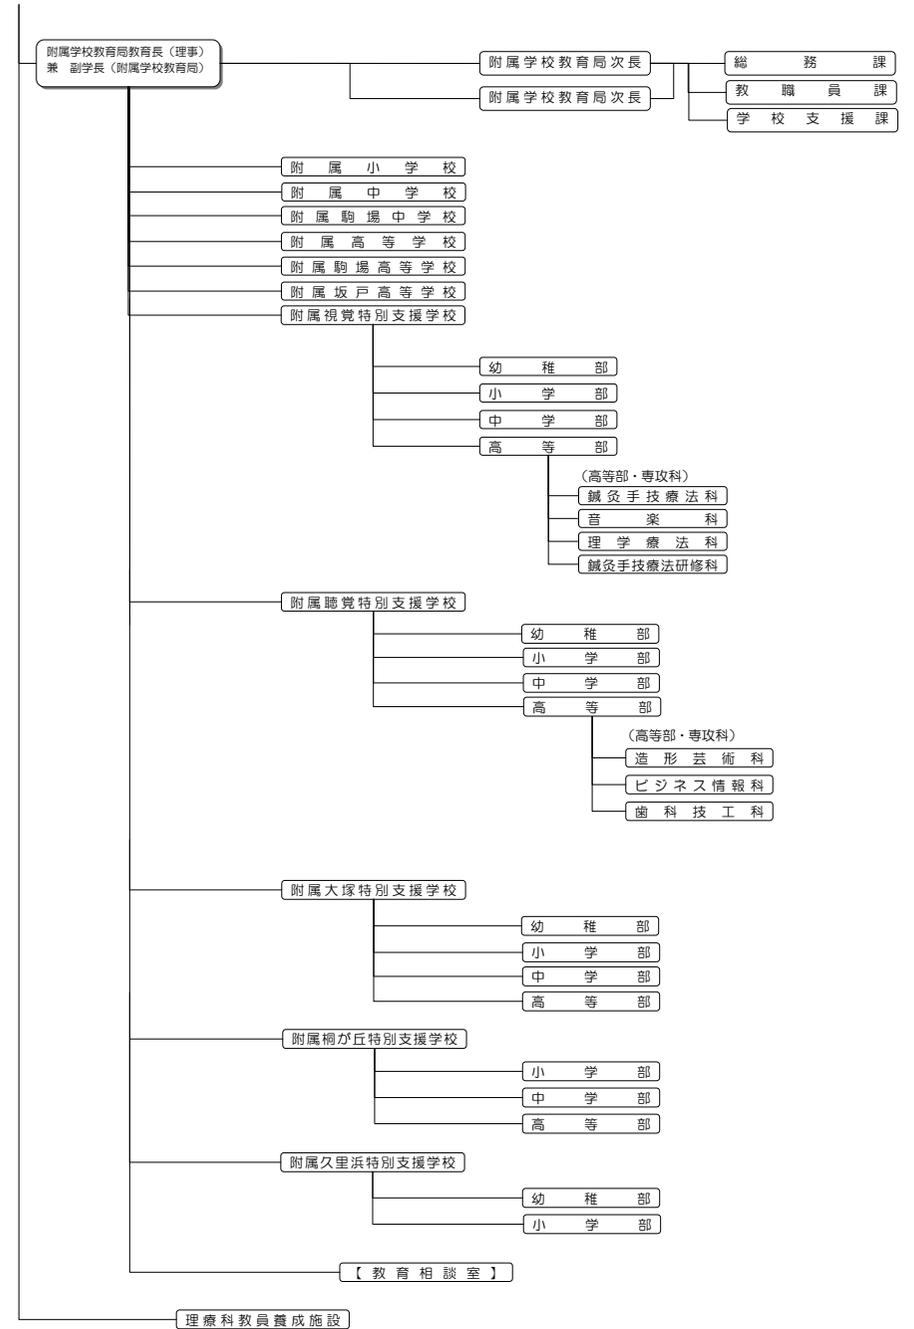 附属学校教育局教育長（理事）
兼　副学長（附属学校教育局）
附属学校教育局次長
総務課
附属学校教育局次長
教職員課
学校支援課
附属小学校
附属中学校
附属駒場中学校
附属高等学校
附属駒場高等学校
附属坂戸高等学校
附属視覚特別支援学校
幼稚部
小学部
中学部
高等部
（高等部・専攻科）
鍼灸手技療法科
音楽科
理学療法科
鍼灸手技療法研修科
附属聴覚特別支援学校
幼稚部
小学部
中学部
高等部
（高等部・専攻科）
造形芸術科
ビジネス情報科
歯科技工科
附属大塚特別支援学校
幼稚部
小学部
中学部
高等部
附属桐が丘特別支援学校
小学部
中学部
高等部
附属久里浜特別支援学校
幼稚部
小学部
【教育相談室】
理療科教員養成施設